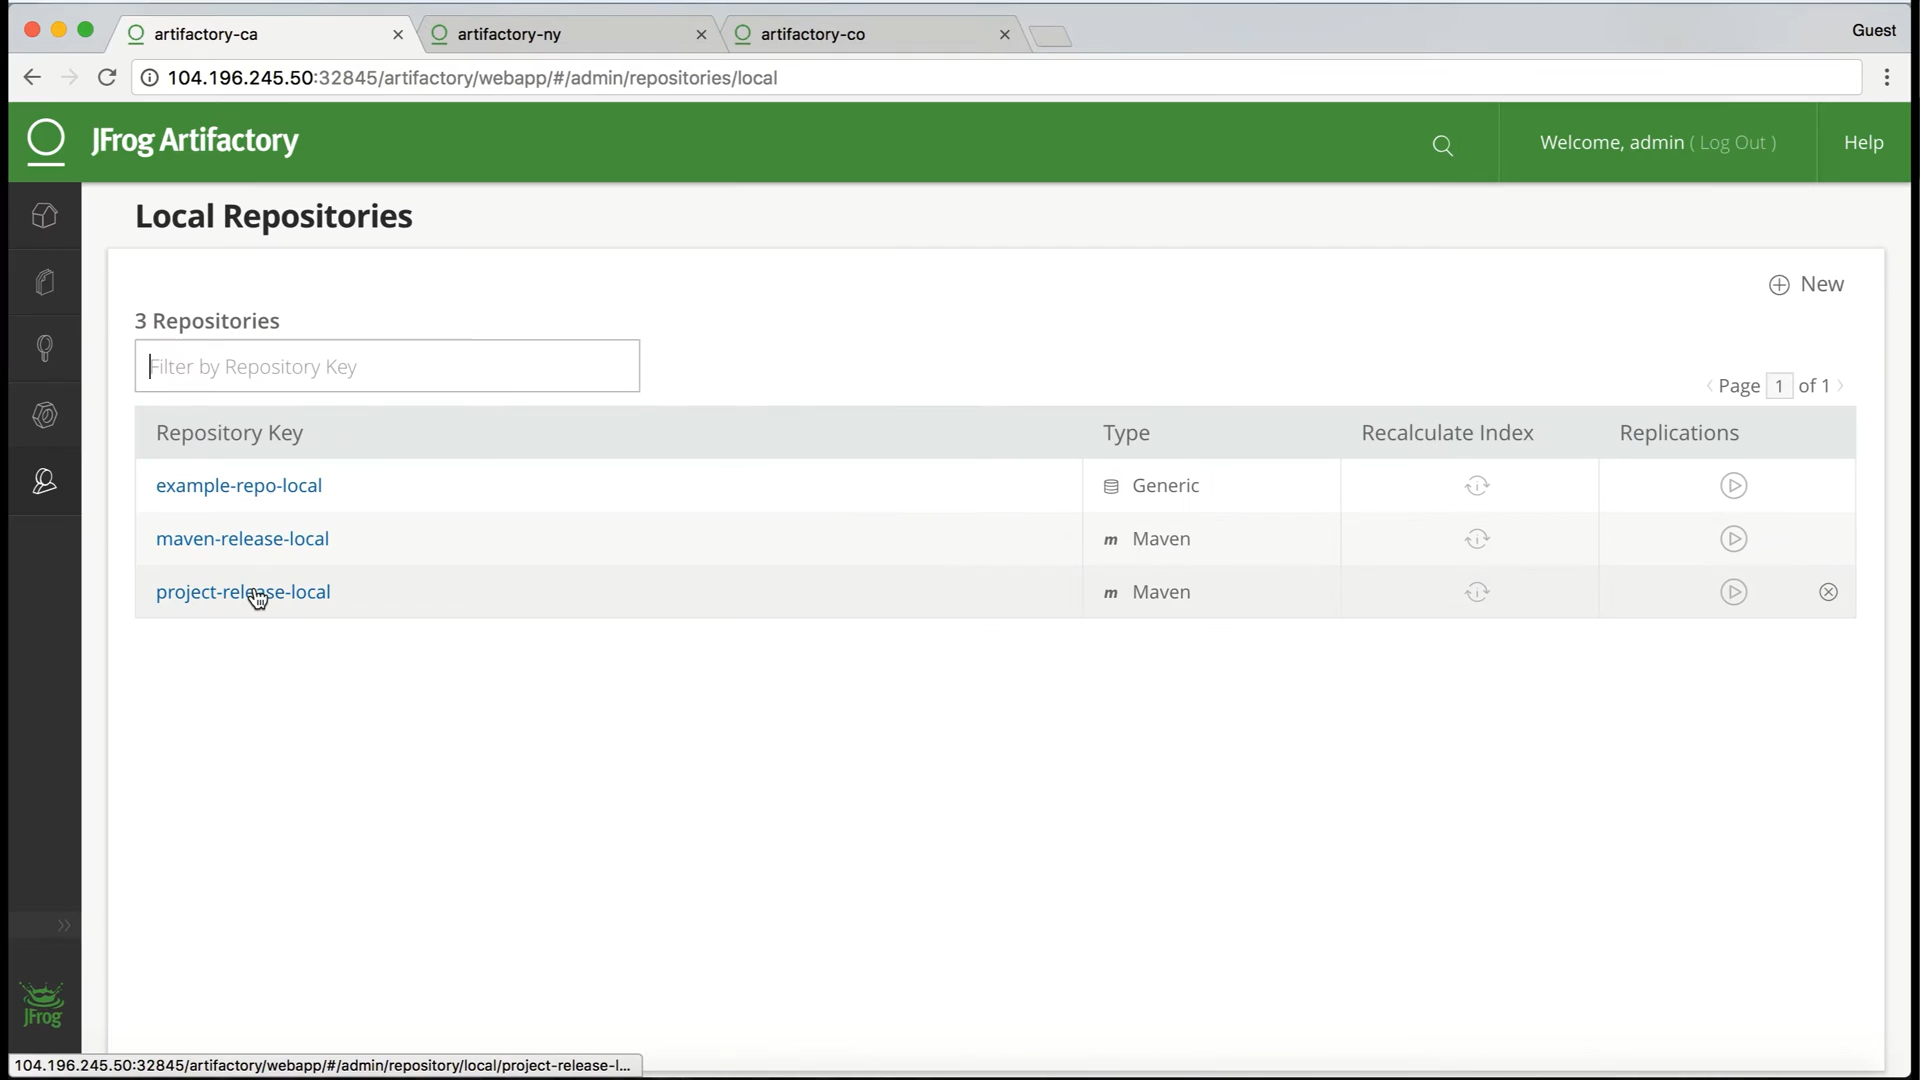 artifactory-ca
artifactory-ny
artifactory-co
Guest
104.196.245.50:32845/artifactory/webapp/#/admin/repositories/local
JFrog Artifactory
Welcome, admin ( Log Out )
Help
Local Repositories
New
3 Repositories
Filter by Repository Key
Page 1 of 1
Repository Key
Type
Recalculate Index
Replications
example-repo-local
Generic
maven-release-local
m Maven
project-release-local
m Maven
JFrog
104.196.245.50:32845/artifactory/webapp/#/admin/repository/local/project-release-l...